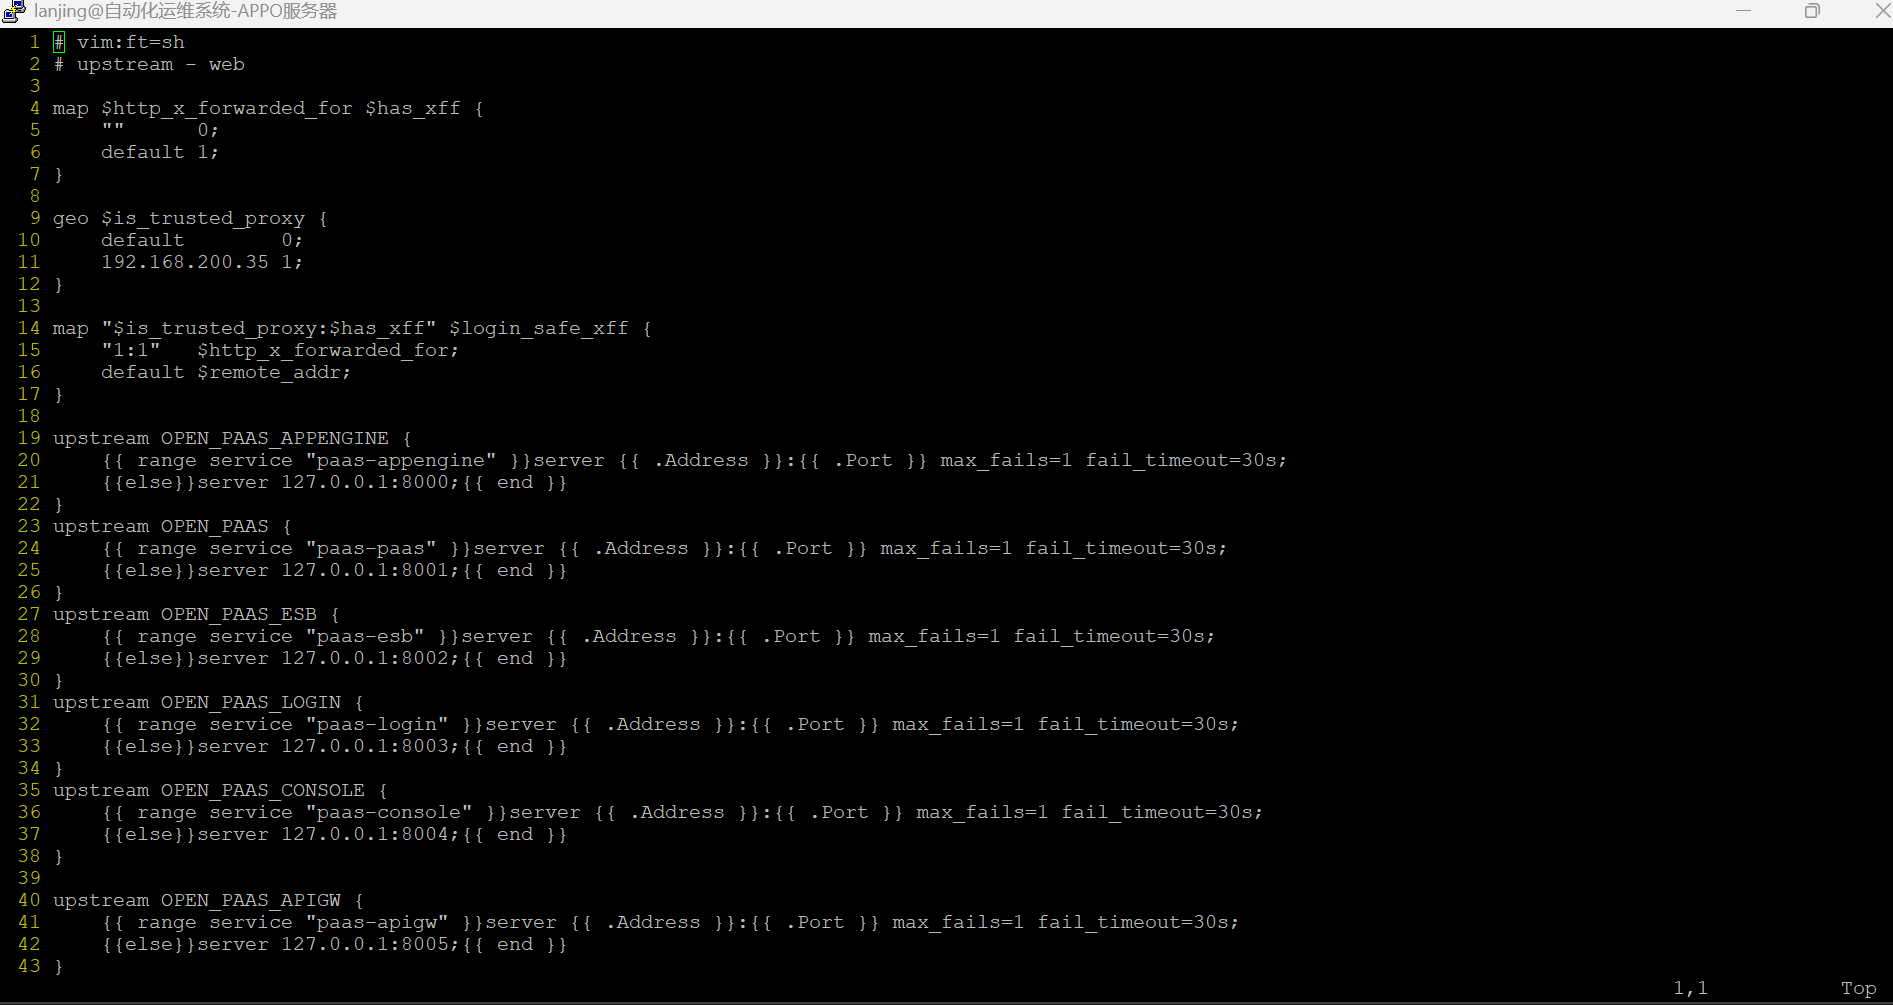 lanjing@自动化运维系统-APPO服务器
1 # vim:ft=sh
2 # upstream - web
3
4 map $http_x_forwarded_for $has_xff {
5     ""      0;
6     default 1;
7 }
8
9 geo $is_trusted_proxy {
10     default        0;
11     192.168.200.35 1;
12 }
13
14 map "$is_trusted_proxy:$has_xff" $login_safe_xff {
15     "1:1"   $http_x_forwarded_for;
16     default $remote_addr;
17 }
18
19 upstream OPEN_PAAS_APPENGINE {
20     {{ range service "paas-appengine" }}server {{ .Address }}:{{ .Port }} max_fails=1 fail_timeout=30s;
21     {{else}}server 127.0.0.1:8000;{{ end }}
22 }
23 upstream OPEN_PAAS {
24     {{ range service "paas-paas" }}server {{ .Address }}:{{ .Port }} max_fails=1 fail_timeout=30s;
25     {{else}}server 127.0.0.1:8001;{{ end }}
26 }
27 upstream OPEN_PAAS_ESB {
28     {{ range service "paas-esb" }}server {{ .Address }}:{{ .Port }} max_fails=1 fail_timeout=30s;
29     {{else}}server 127.0.0.1:8002;{{ end }}
30 }
31 upstream OPEN_PAAS_LOGIN {
32     {{ range service "paas-login" }}server {{ .Address }}:{{ .Port }} max_fails=1 fail_timeout=30s;
33     {{else}}server 127.0.0.1:8003;{{ end }}
34 }
35 upstream OPEN_PAAS_CONSOLE {
36     {{ range service "paas-console" }}server {{ .Address }}:{{ .Port }} max_fails=1 fail_timeout=30s;
37     {{else}}server 127.0.0.1:8004;{{ end }}
38 }
39
40 upstream OPEN_PAAS_APIGW {
41     {{ range service "paas-apigw" }}server {{ .Address }}:{{ .Port }} max_fails=1 fail_timeout=30s;
42     {{else}}server 127.0.0.1:8005;{{ end }}
43 }
1,1 Top